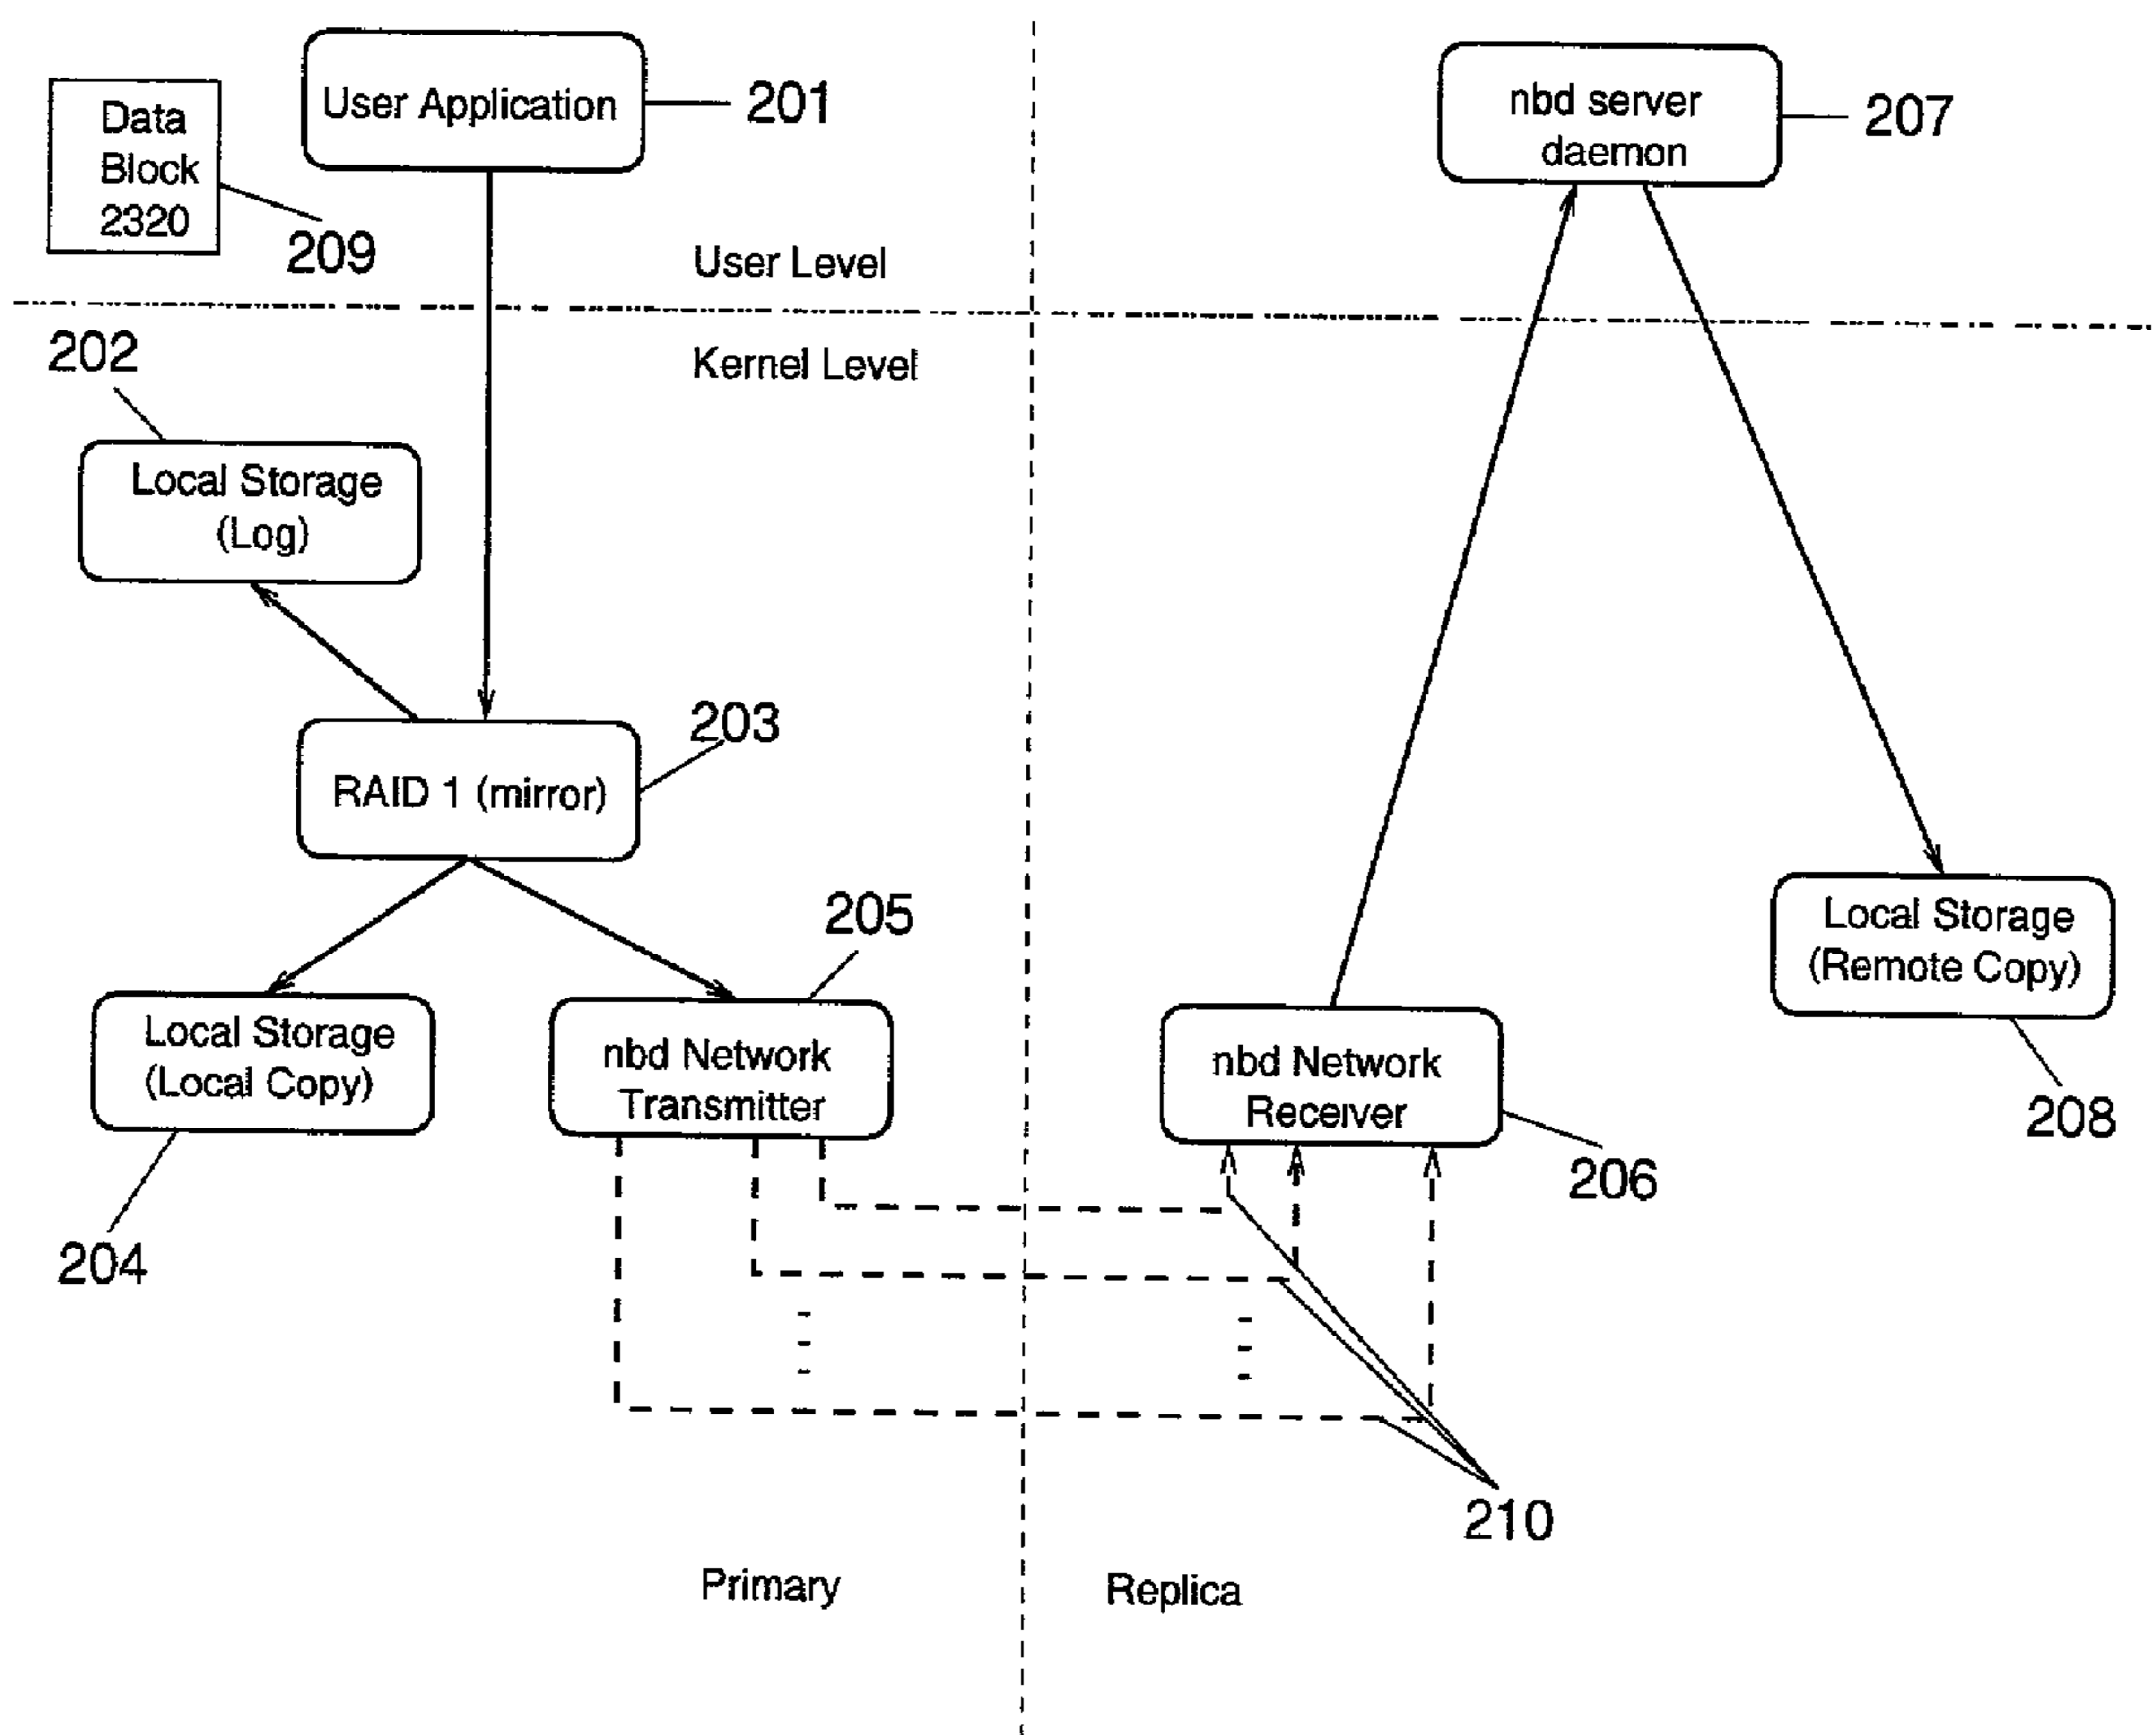 Data
Block
2320
209
User Application
201
nbd server
daemon
207
User Level
Kernel Level
202
Local Storage
(Log)
203
RAID 1 (mirror)
205
Local Storage
(Local Copy)
204
nbd Network
Transmitter
nbd Network
Receiver
206
Local Storage
(Remote Copy)
208
210
Primary
Replica